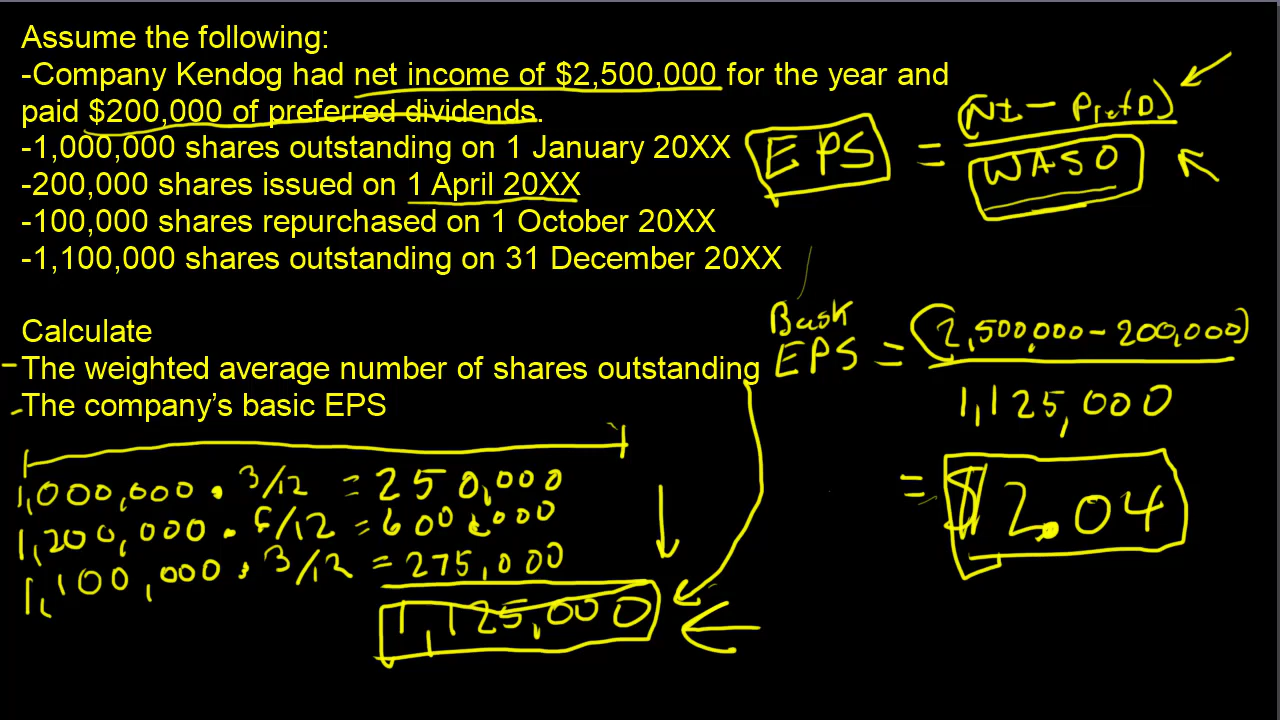 Assume the following:
-Company Kendog had net income of $2,500,000 for the year and
paid $200,000 of preferred dividends.
-1,000,000 shares outstanding on 1 January 20XX
-200,000 shares issued on 1 April 20XX
-100,000 shares repurchased on 1 October 20XX
-1,100,000 shares outstanding on 31 December 20XX
EPS = (NI - Pref D)
WASO
Calculate
-The weighted average number of shares outstanding
-The company's basic EPS
Basic
EPS = (2,500,000 - 200,000)
1,125,000
= $2.04
1,000,000 . 3/12 = 250,000
1,200,000 . 6/12 = 600,000
1,100,000 . 3/12 = 275,000
1,125,000